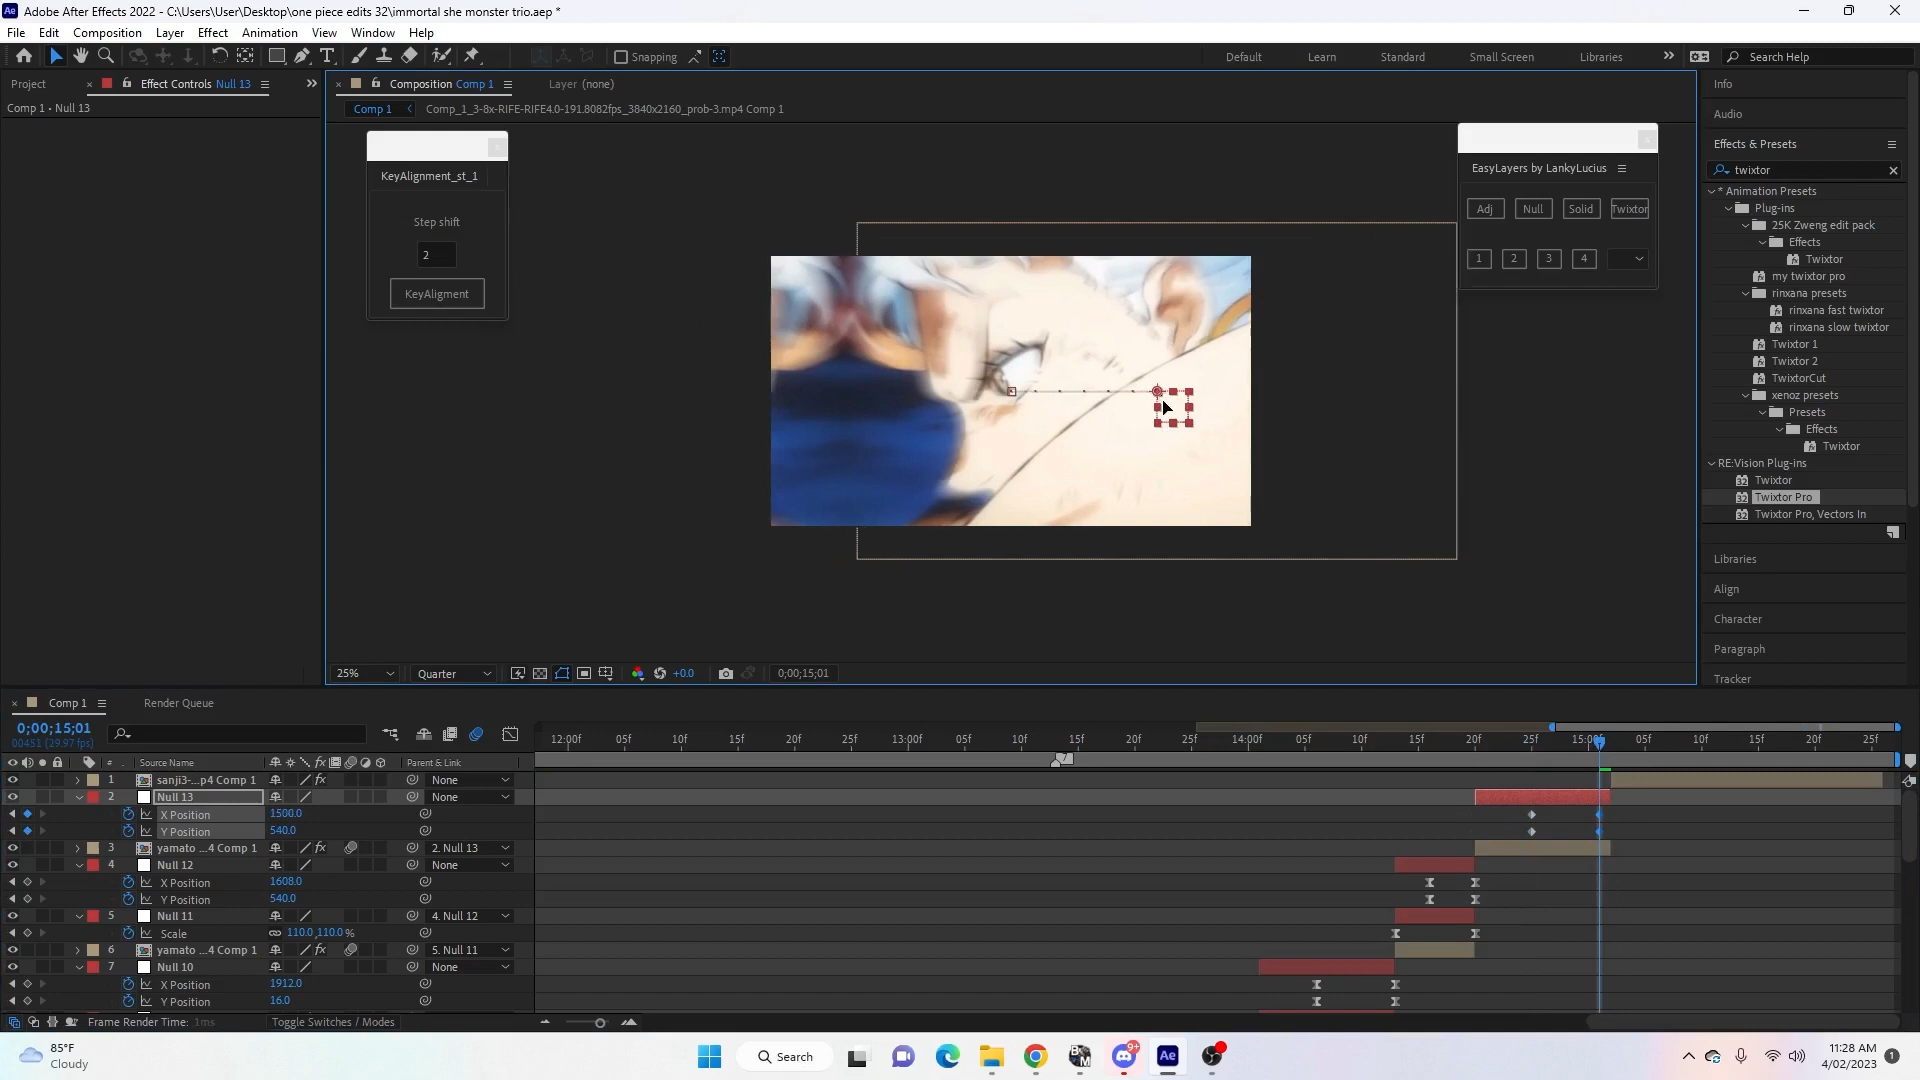 Adobe After Effects 2022 - C:\Users\User\Desktop\one piece edits 32\immortal she monster trio.aep *
File Edit Composition Layer Effect Animation View Window Help
Snapping
Default Learn Standard Small Screen Libraries Search Help
Project Effect Controls Null 13
Composition Comp 1 Layer (none)
Comp 1 • Null 13
Comp 1 Comp_1_3-8x-RIFE-RIFE4.0-191.8082fps_3840x2160_prob-3.mp4 Comp 1
KeyAlignment_st_1
Step shift
2
KeyAligment
EasyLayers by LankyLucius
Adj Null Solid Twixtor
1 2 3 4
Info
Audio
Effects & Presets
twixtor
* Animation Presets
Plug-ins
25K Zweng edit pack
Effects
Twixtor
my twixtor pro
rinxana presets
rinxana fast twixtor
rinxana slow twixtor
Twixtor 1
Twixtor 2
TwixtorCut
xenoz presets
Presets
Effects
Twixtor
RE:Vision Plug-ins
Twixtor
Twixtor Pro
Twixtor Pro, Vectors In
Libraries
Align
Character
Paragraph
Tracker
25% Quarter +0.0 0;00;15;01
Comp 1 Render Queue
0;00;15;01
00451 (29.97 fps)
12:00f 05f 10f 15f 20f 25f 13:00f 05f 10f 15f 20f 25f 14:00f 05f 10f 15f 20f 25f 15:00f 05f 10f 15f 20f 25f
# Source Name fx Parent & Link
7
1 sanji3-...p4 Comp 1 fx None
2 Null 13 None
X Position 1500.0
Y Position 540.0
3 yamato ...4 Comp 1 fx 2. Null 13
4 Null 12 None
X Position 1608.0
Y Position 540.0
5 Null 11 4. Null 12
Scale 110.0,110.0%
6 yamato ...4 Comp 1 fx 5. Null 11
7 Null 10 None
X Position 1912.0
Y Position 16.0
Frame Render Time: 1ms Toggle Switches / Modes
85°F
Cloudy
Search
9+
Ae
11:28 AM
4/02/2023
1